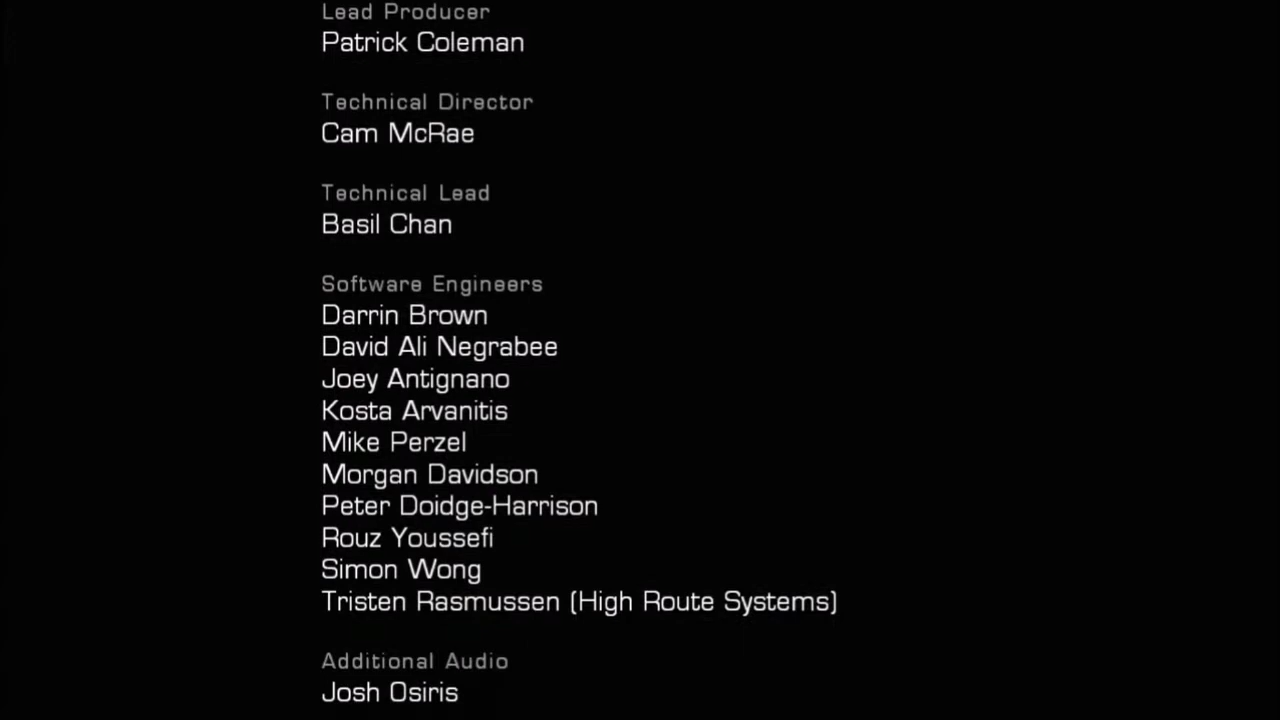 Lead Producer
Patrick Coleman
Technical Director
Cam McRae
Technical Lead
Basil Chan
Software Engineers
Darrin Brown
David Ali Negrabee
Joey Antignano
Kosta Arvanitis
Mike Perzel
Morgan Davidson
Peter Doidge-Harrison
Rouz Youssefi
Simon Wong
Tristen Rasmussen (High Route Systems)
Additional Audio
Josh Osiris